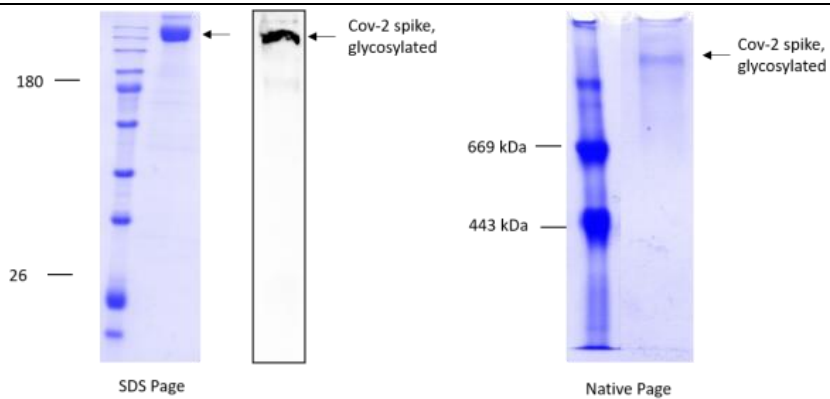 Cov-2 spike,
glycosylated
180
26
SDS Page
Cov-2 spike,
glycosylated
669 kDa
443 kDa
Native Page